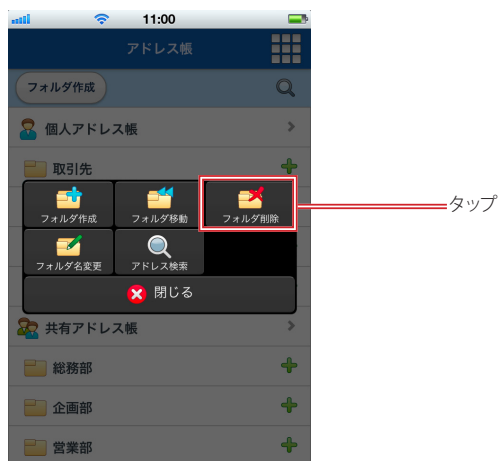 11:00
アドレス帳
フォルダ作成
個人アドレス帳
取引先
フォルダ作成
フォルダ移動
フォルダ削除
タップ
フォルダ名変更
アドレス検索
閉じる
共有アドレス帳
総務部
企画部
営業部